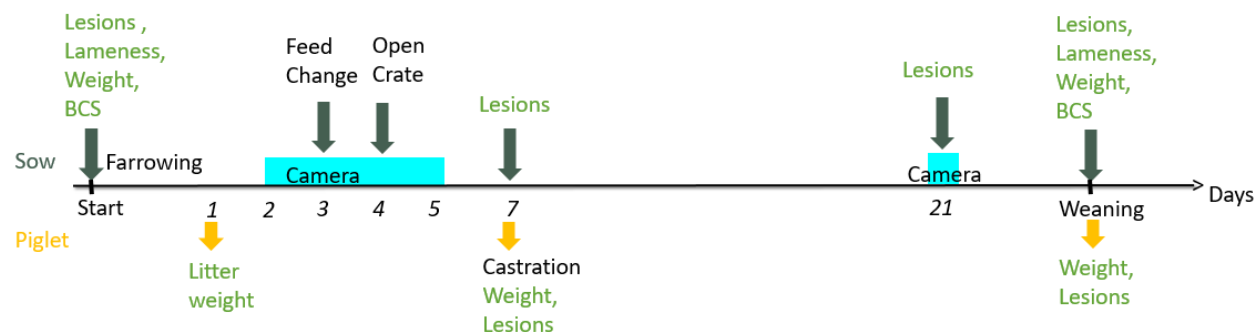 Lesions ,
Lameness,
Weight,
BCS
Feed
Change
Open
Crate
Lesions
Lesions
Lesions,
Lameness,
Weight,
BCS
Sow
Farrowing
Camera
Camera
Days
Start
1
2
3
4
5
7
21
Weaning
Piglet
Litter
weight
Castration
Weight,
Lesions
Weight,
Lesions